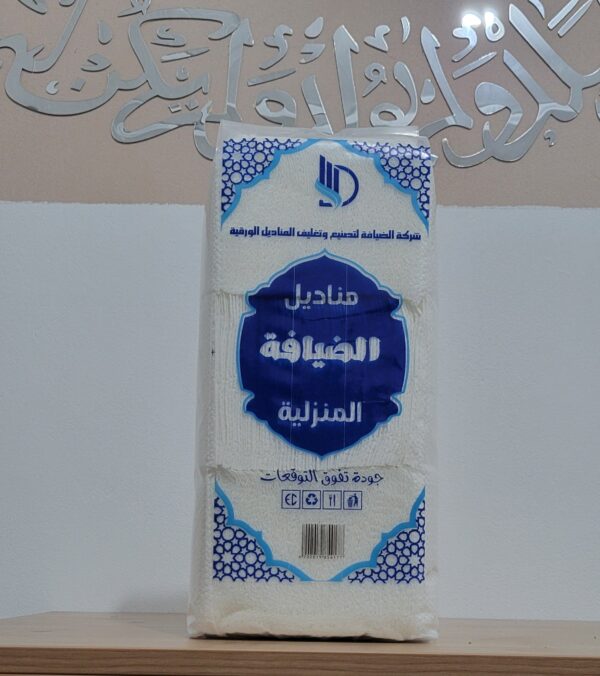 شركة الضيافة لتصنيع وتغليف المناديل الورقية
مناديل
الضيافة
المنزلية
جودة تفوق التوقعات